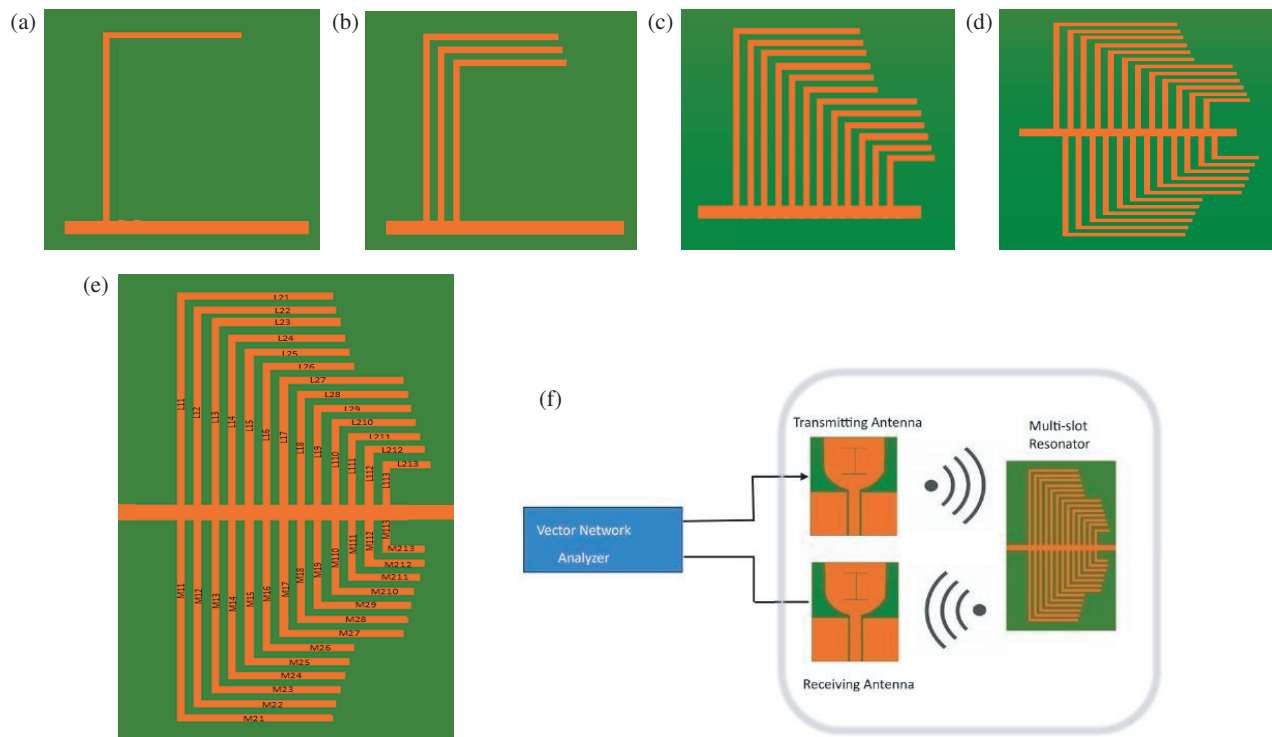 (a)
(b)
(c)
(d)
(e)
L21
L22
L23
L24
L25
L26
L27
L28
L29
L210
L211
L212
L213
L11
L12
L13
L14
L15
L16
L17
L18
L19
L110
L111
L112
L113
M11
M12
M13
M14
M15
M16
M17
M18
M19
M110
M111
M112
M113
M213
M212
M211
M210
M29
M28
M27
M26
M25
M24
M23
M22
M21
(f)
Transmitting Antenna
Multi-slot
Resonator
Vector Network
Analyzer
Receiving Antenna